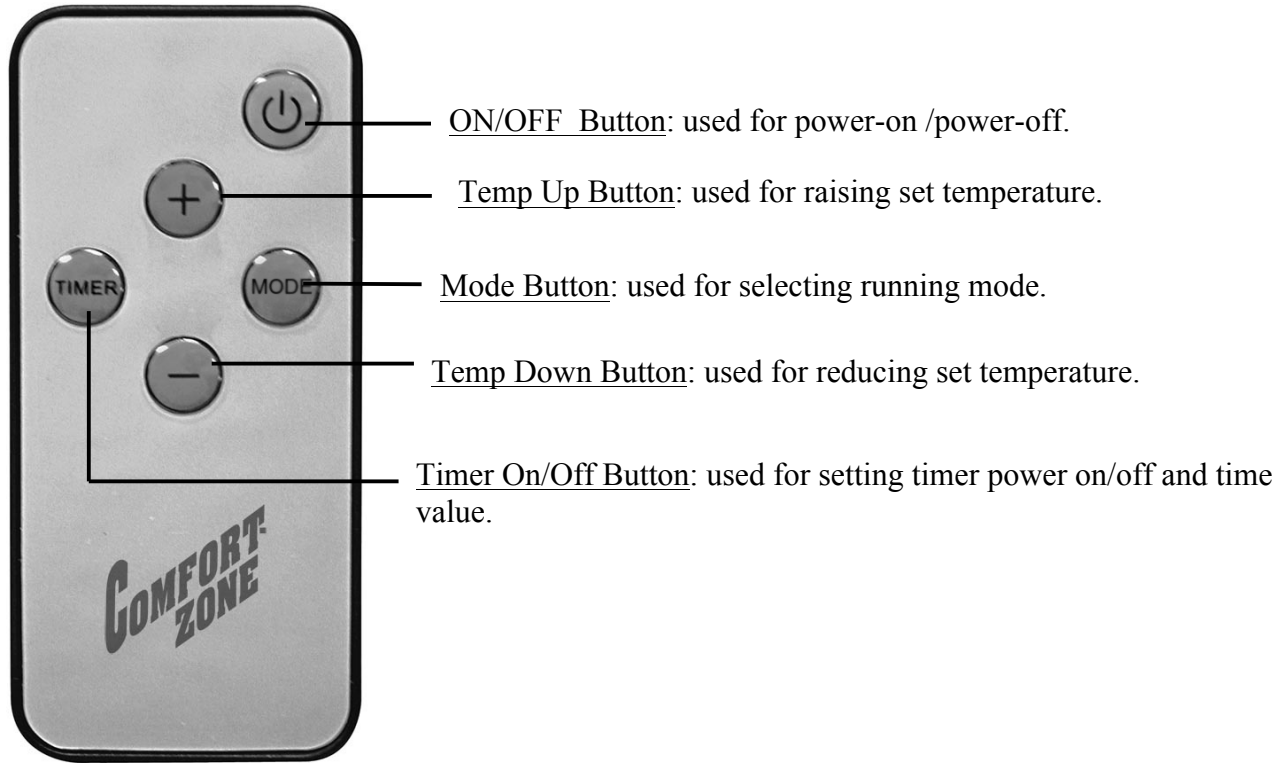 ON/OFF  Button: used for power-on /power-off.
+
Temp Up Button: used for raising set temperature.
TIMER
MODE
Mode Button: used for selecting running mode.
−
Temp Down Button: used for reducing set temperature.
Timer On/Off Button: used for setting timer power on/off and time
value.
COMFORT
ZONE